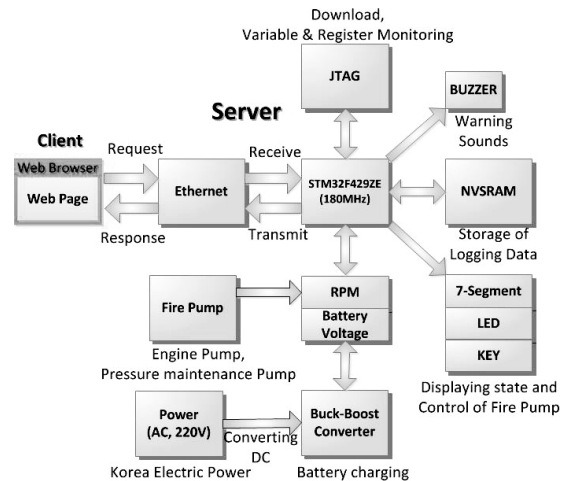 Download,
Variable & Register Monitoring
JTAG
BUZZER
Warning
Sounds
Server
Client
Web Browser
Web Page
Request
Response
Ethernet
Receive
Transmit
STM32F429ZE
(180MHz)
NVSRAM
Storage of
Logging Data
Fire Pump
Engine Pump,
Pressure maintenance Pump
RPM
Battery
Voltage
7-Segment
LED
KEY
Displaying state and
Control of Fire Pump
Power
(AC, 220V)
Korea Electric Power
Converting
DC
Buck-Boost
Converter
Battery charging